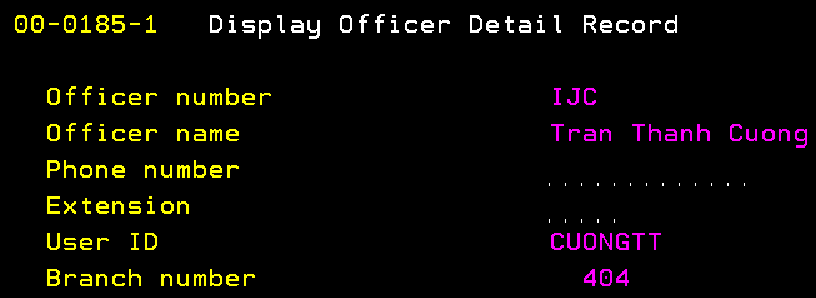 00-0185-1 Display Officer Detail Record
Officer number IJC
Officer name Tran Thanh Cuong
Phone number .............
Extension .....
User ID CUONGTT
Branch number 404